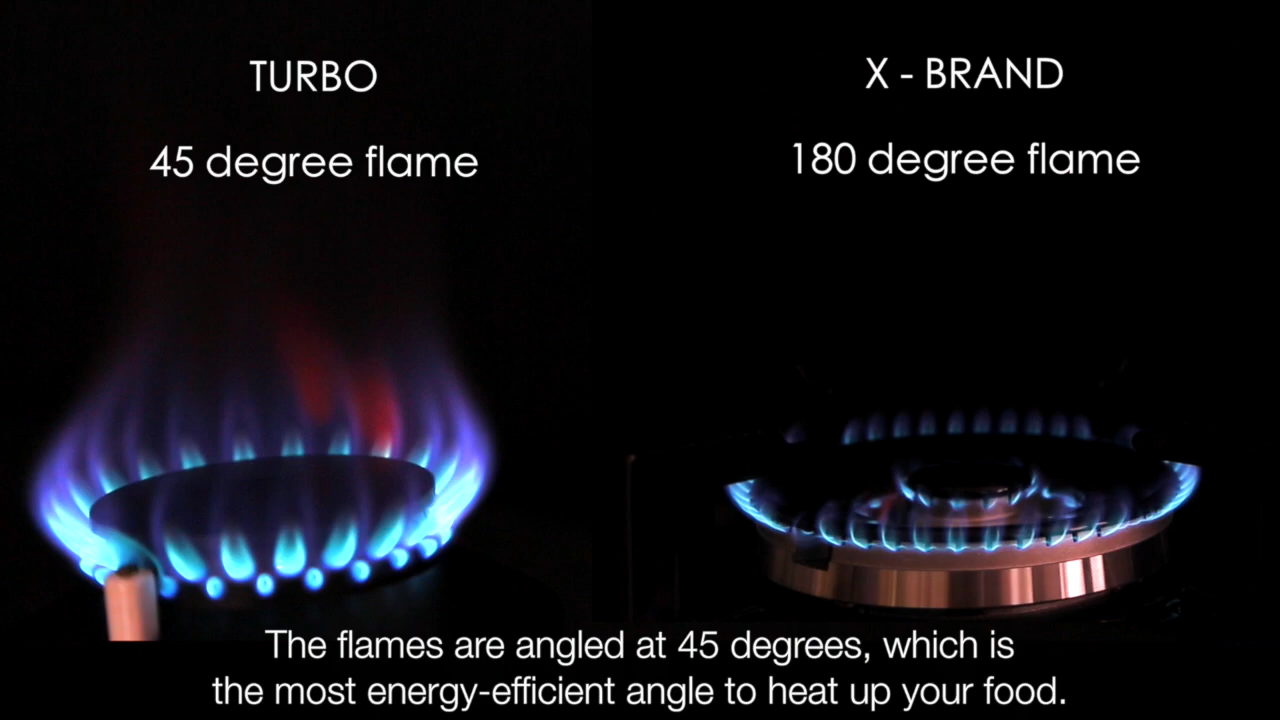 TURBO
45 degree flame
X - BRAND
180 degree flame
The flames are angled at 45 degrees, which is
the most energy-efficient angle to heat up your food.